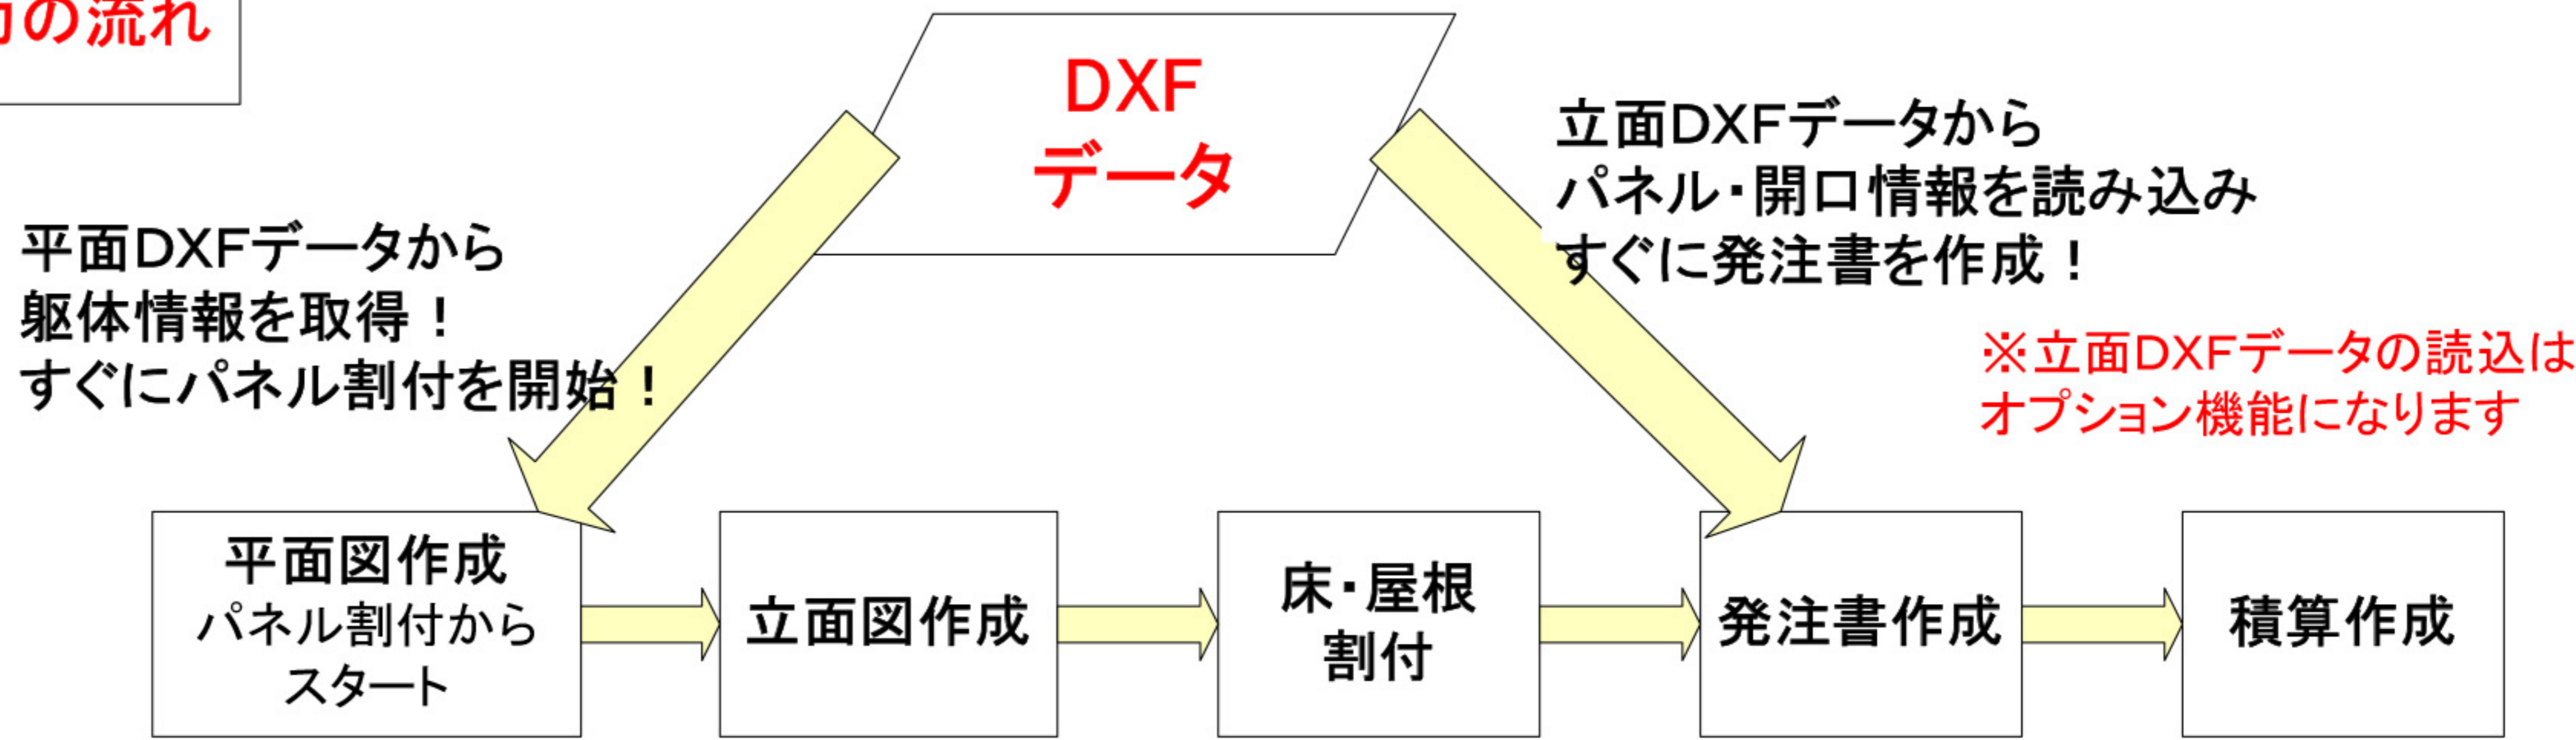 の流れ
DXF
データ
立面DXFデータから
パネル・開口情報を読み込み
すぐに発注書を作成！
平面DXFデータから
躯体情報を取得！
すぐにパネル割付を開始！
※立面DXFデータの読込は
オプション機能になります
平面図作成
パネル割付から
スタート
立面図作成
床・屋根
割付
発注書作成
積算作成